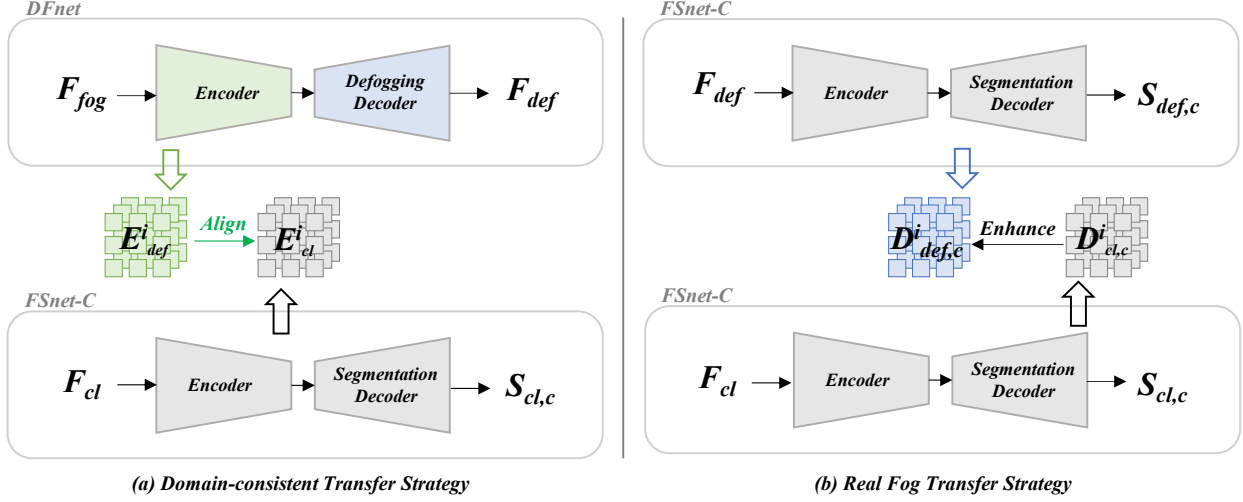 DFnet
F_fog
Encoder
Defogging
Decoder
F_def
E^i_def
Align
E^i_cl
FSnet-C
F_cl
Encoder
Segmentation
Decoder
S_cl,c
(a) Domain-consistent Transfer Strategy
FSnet-C
F_def
Encoder
Segmentation
Decoder
S_def,c
D^i_def,c
Enhance
D^i_cl,c
FSnet-C
F_cl
Encoder
Segmentation
Decoder
S_cl,c
(b) Real Fog Transfer Strategy